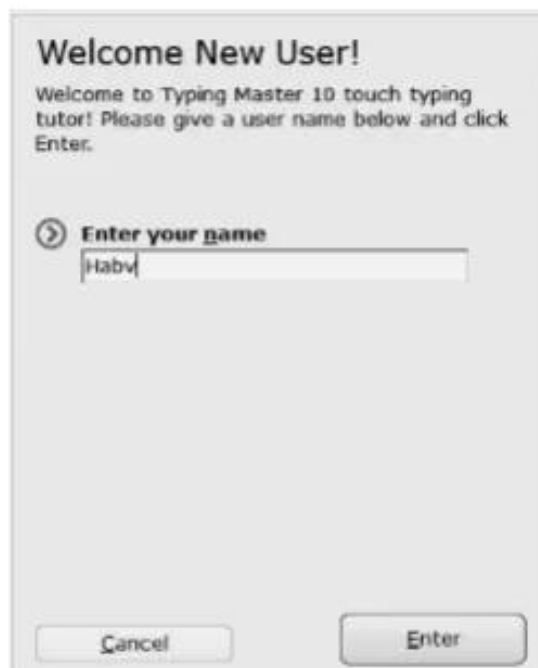 Welcome New User!
Welcome to Typing Master 10 touch typing
tutor! Please give a user name below and click
Enter.
Enter your name
Habv
Cancel
Enter